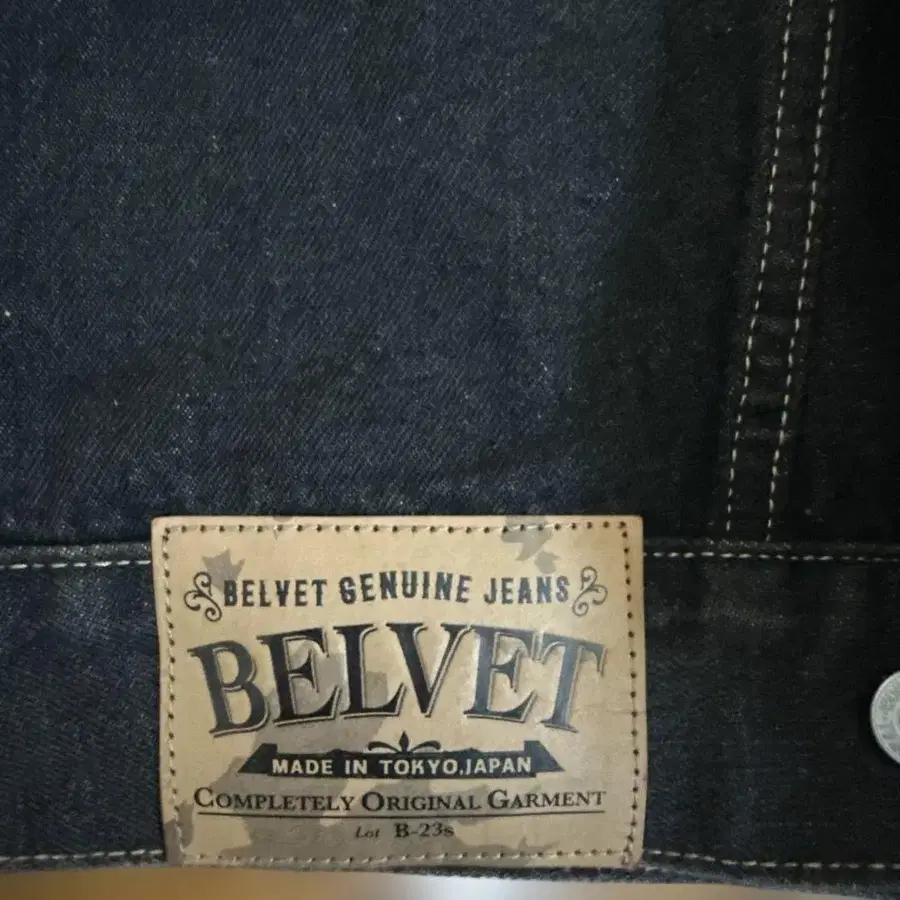 BELVET GENUINE JEANS
BELVET
MADE IN TOKYO,JAPAN
COMPLETELY ORIGINAL GARMENT
Lot B-23s